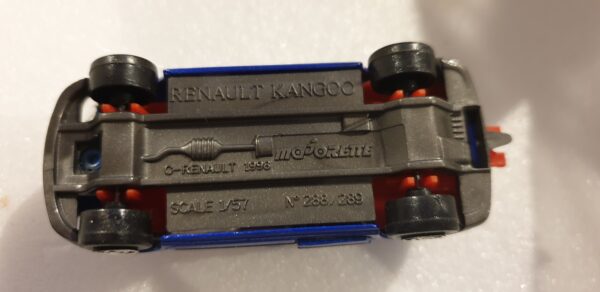 RENAULT KANGOO
majorette
C-RENAULT 1998
SCALE 1/57 N° 288/289